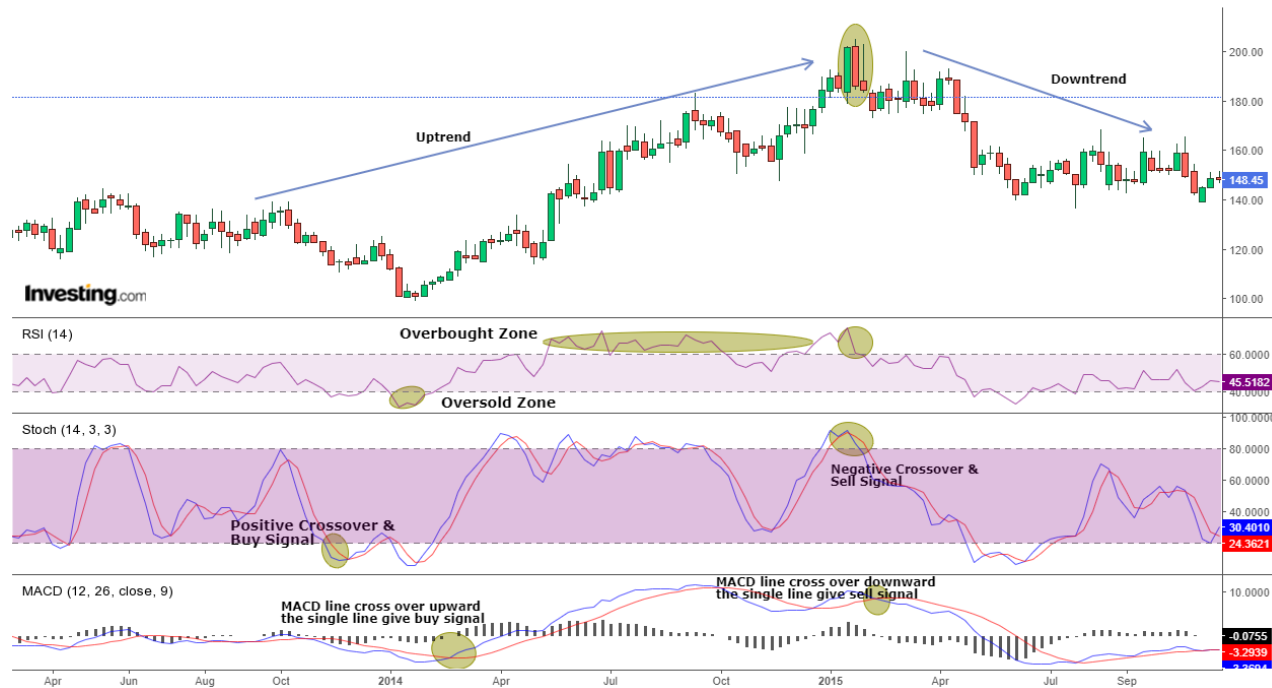 200.00
Downtrend
180.00
Uptrend
160.00
148.45
140.00
120.00
100.00
Investing.com
RSI (14)
Overbought Zone
60.0000
45.5182
40.0000
Oversold Zone
Stoch (14, 3, 3)
100.0000
80.0000
Negative Crossover &
Sell Signal
40.0000
Positive Crossover &
Buy Signal
30.4010
24.3621
MACD (12, 26, close, 9)
MACD line cross over downward
the single line give sell signal
10.0000
MACD line cross over upward
the single line give buy signal
-0.0755
-3.2939
Apr Jun Aug Oct 2014 Apr Jul Oct 2015 Apr Jul Sep